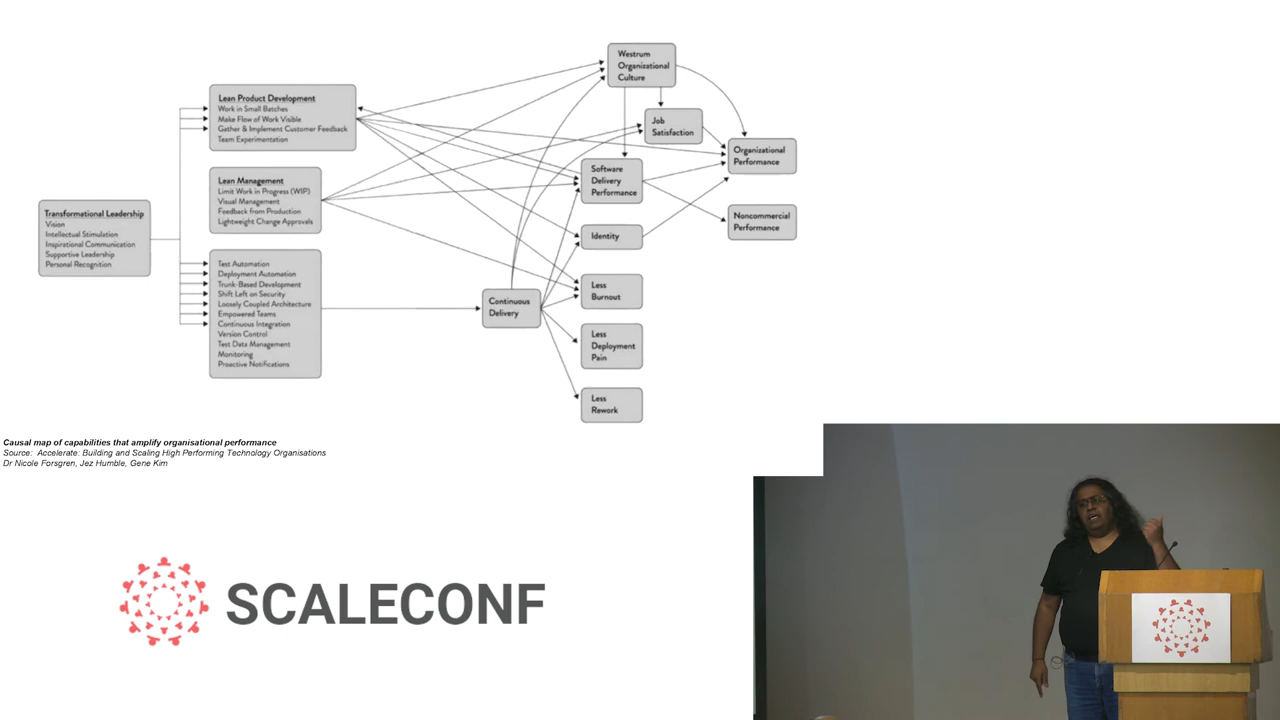 Transformational Leadership
Vision
Intellectual Stimulation
Inspirational Communication
Supportive Leadership
Personal Recognition
Lean Product Development
Work in Small Batches
Make Flow of Work Visible
Gather & Implement Customer Feedback
Team Experimentation
Lean Management
Limit Work in Progress (WIP)
Visual Management
Feedback from Production
Lightweight Change Approvals
Test Automation
Deployment Automation
Trunk-Based Development
Shift Left on Security
Loosely Coupled Architecture
Empowered Teams
Continuous Integration
Version Control
Test Data Management
Monitoring
Proactive Notifications
Continuous
Delivery
Westrum
Organizational
Culture
Job
Satisfaction
Software
Delivery
Performance
Identity
Less
Burnout
Less
Deployment
Pain
Less
Rework
Organizational
Performance
Noncommercial
Performance
Causal map of capabilities that amplify organisational performance
Source: Accelerate: Building and Scaling High Performing Technology Organisations
Dr Nicole Forsgren, Jez Humble, Gene Kim
SCALECONF